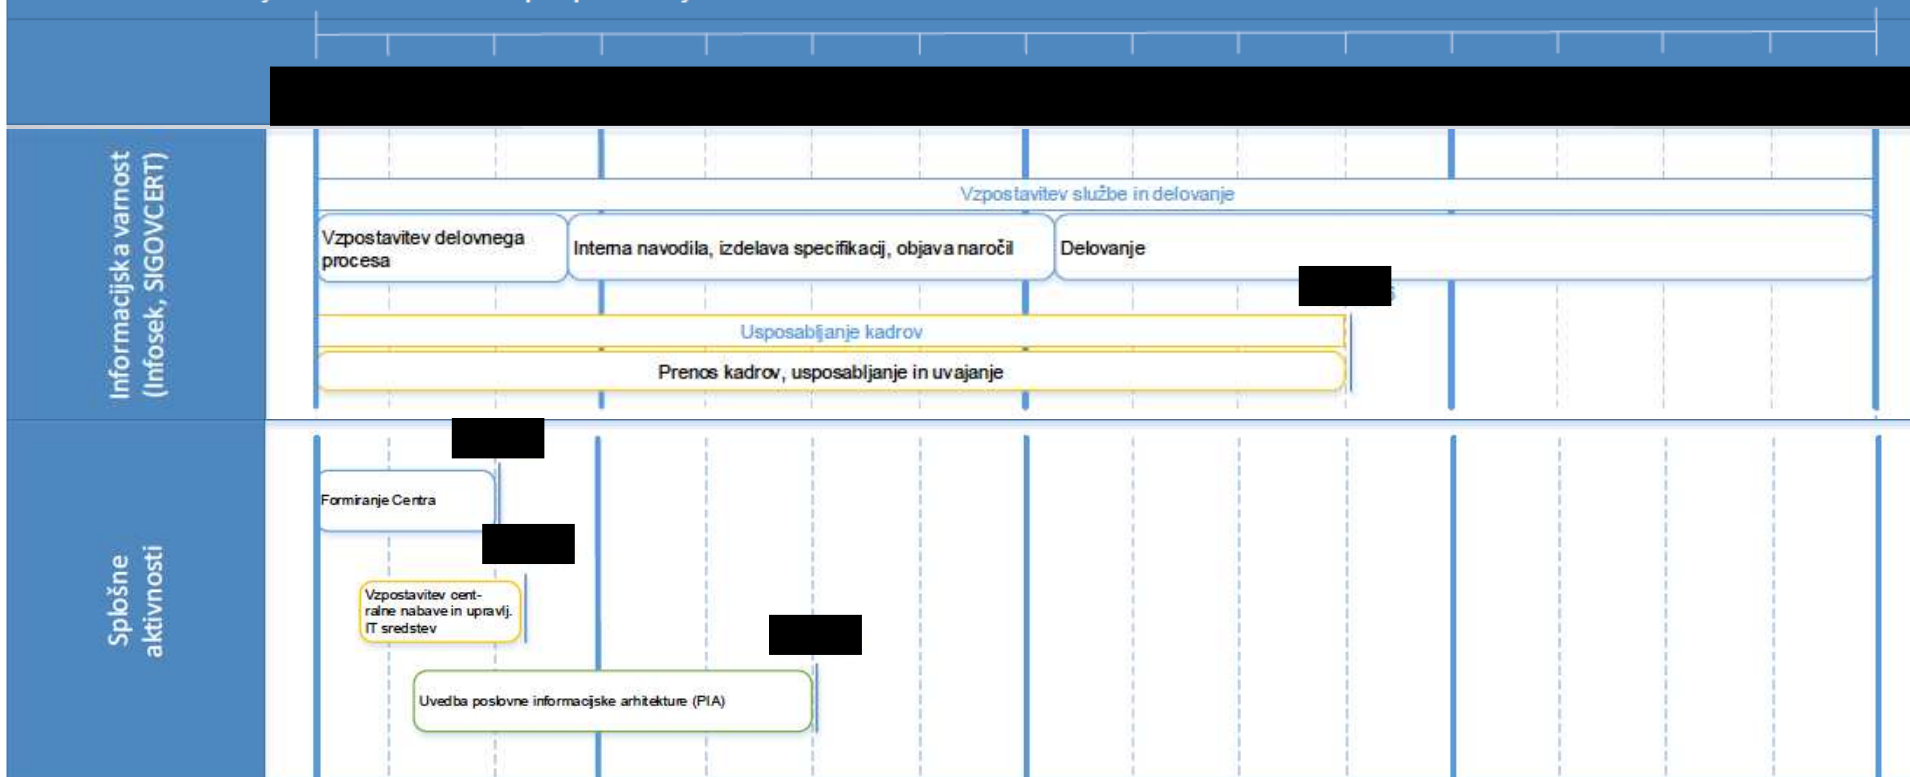 Informacijska varnost
(Infosek, SIGOVCERT)
Vzpostavitev službe in delovanje
Vzpostavitev delovnega
procesa
Interna navodila, izdelava specifikacij, objava naročil
Delovanje
Usposabljanje kadrov
Prenos kadrov, usposabljanje in uvajanje
Splošne
aktivnosti
Formiranje Centra
Vzpostavitev cent-
ralne nabave in upravlj.
IT sredstev
Uvedba poslovne informacijske arhitekture (PIA)